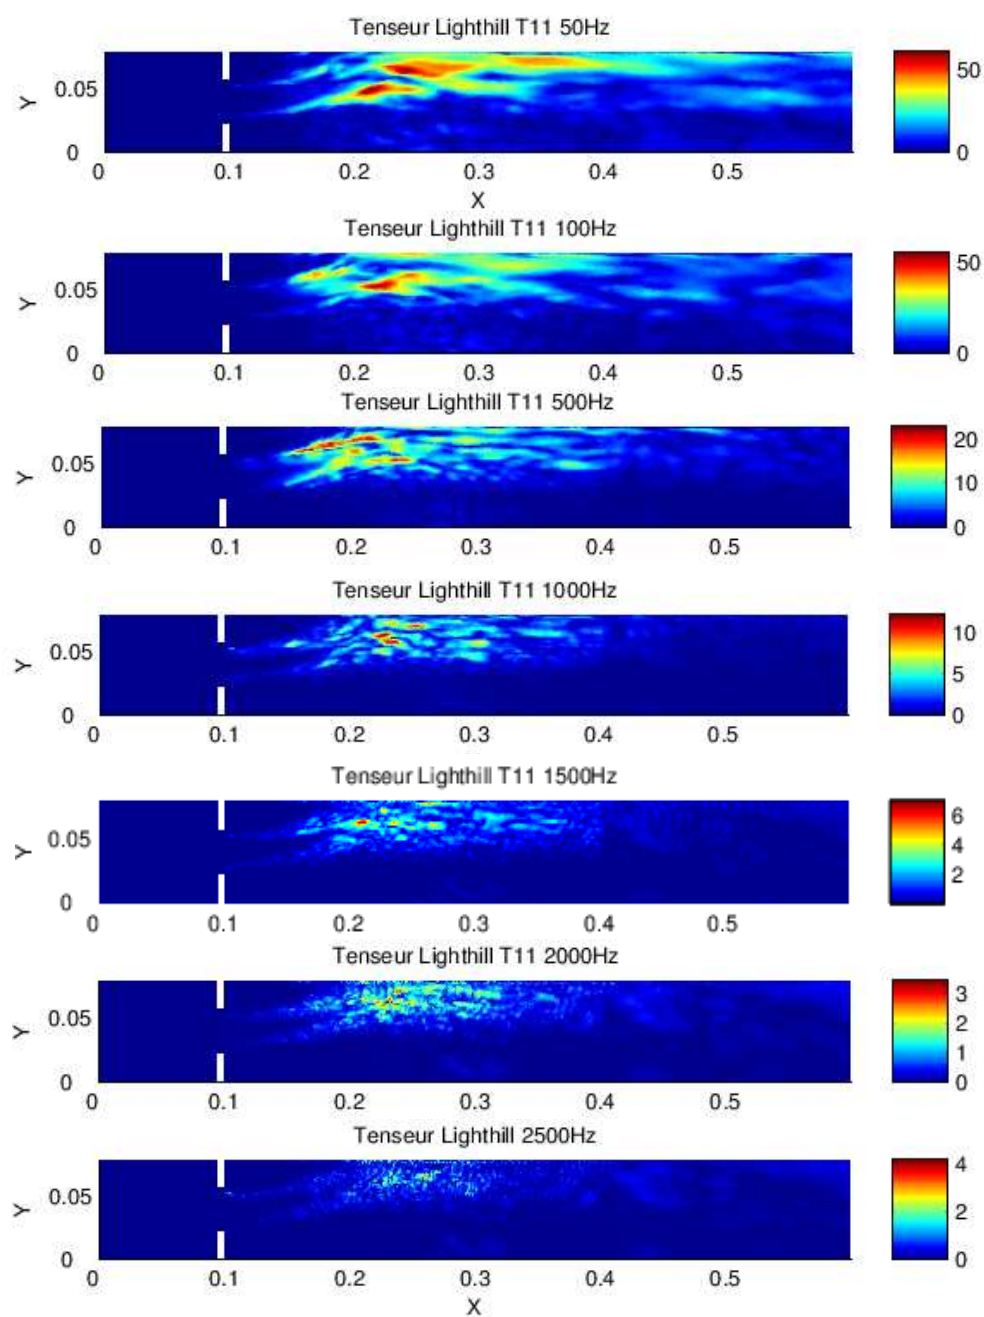 Tenseur Lighthill T11 50Hz
Y
0.05
0
0 0.1 0.2 0.3 0.4 0.5
X
50
0
Tenseur Lighthill T11 100Hz
Y
0.05
0
0 0.1 0.2 0.3 0.4 0.5
50
0
Tenseur Lighthill T11 500Hz
Y
0.05
0
0 0.1 0.2 0.3 0.4 0.5
20
10
0
Tenseur Lighthill T11 1000Hz
Y
0.05
0
0 0.1 0.2 0.3 0.4 0.5
10
5
0
Tenseur Lighthill T11 1500Hz
Y
0.05
0
0 0.1 0.2 0.3 0.4 0.5
6
4
2
Tenseur Lighthill T11 2000Hz
Y
0.05
0
0 0.1 0.2 0.3 0.4 0.5
3
2
1
0
Tenseur Lighthill 2500Hz
Y
0.05
0
0 0.1 0.2 0.3 0.4 0.5
X
4
2
0